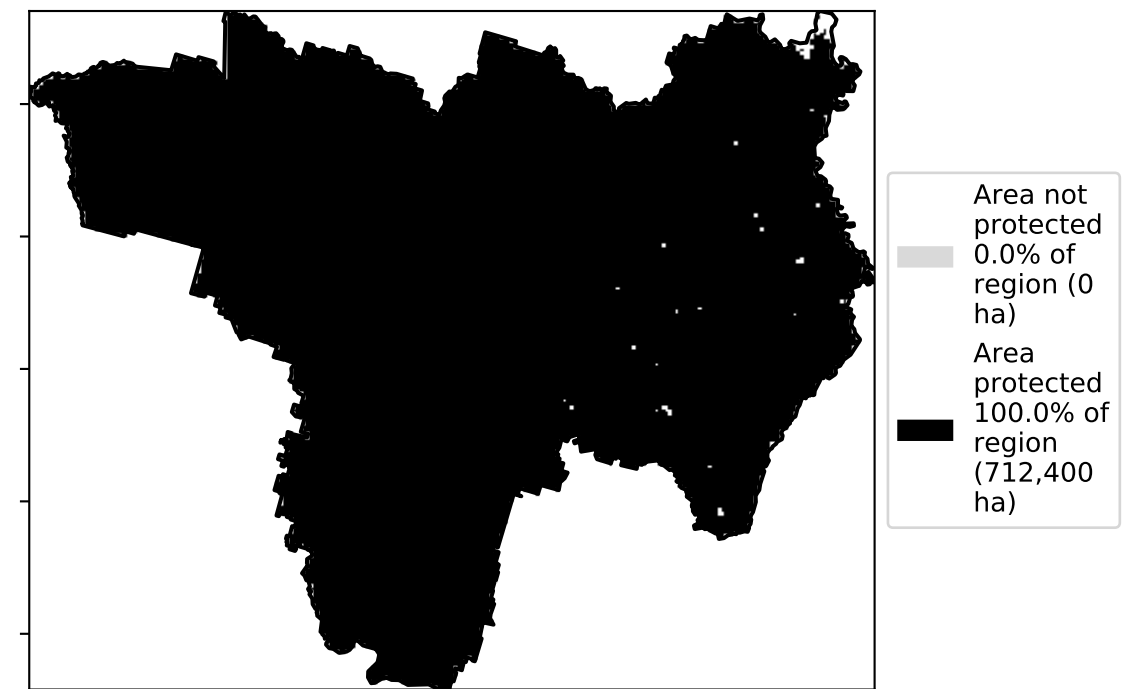 Area not
protected
0.0% of
region (0
ha)
Area
protected
100.0% of
region
(712,400
ha)